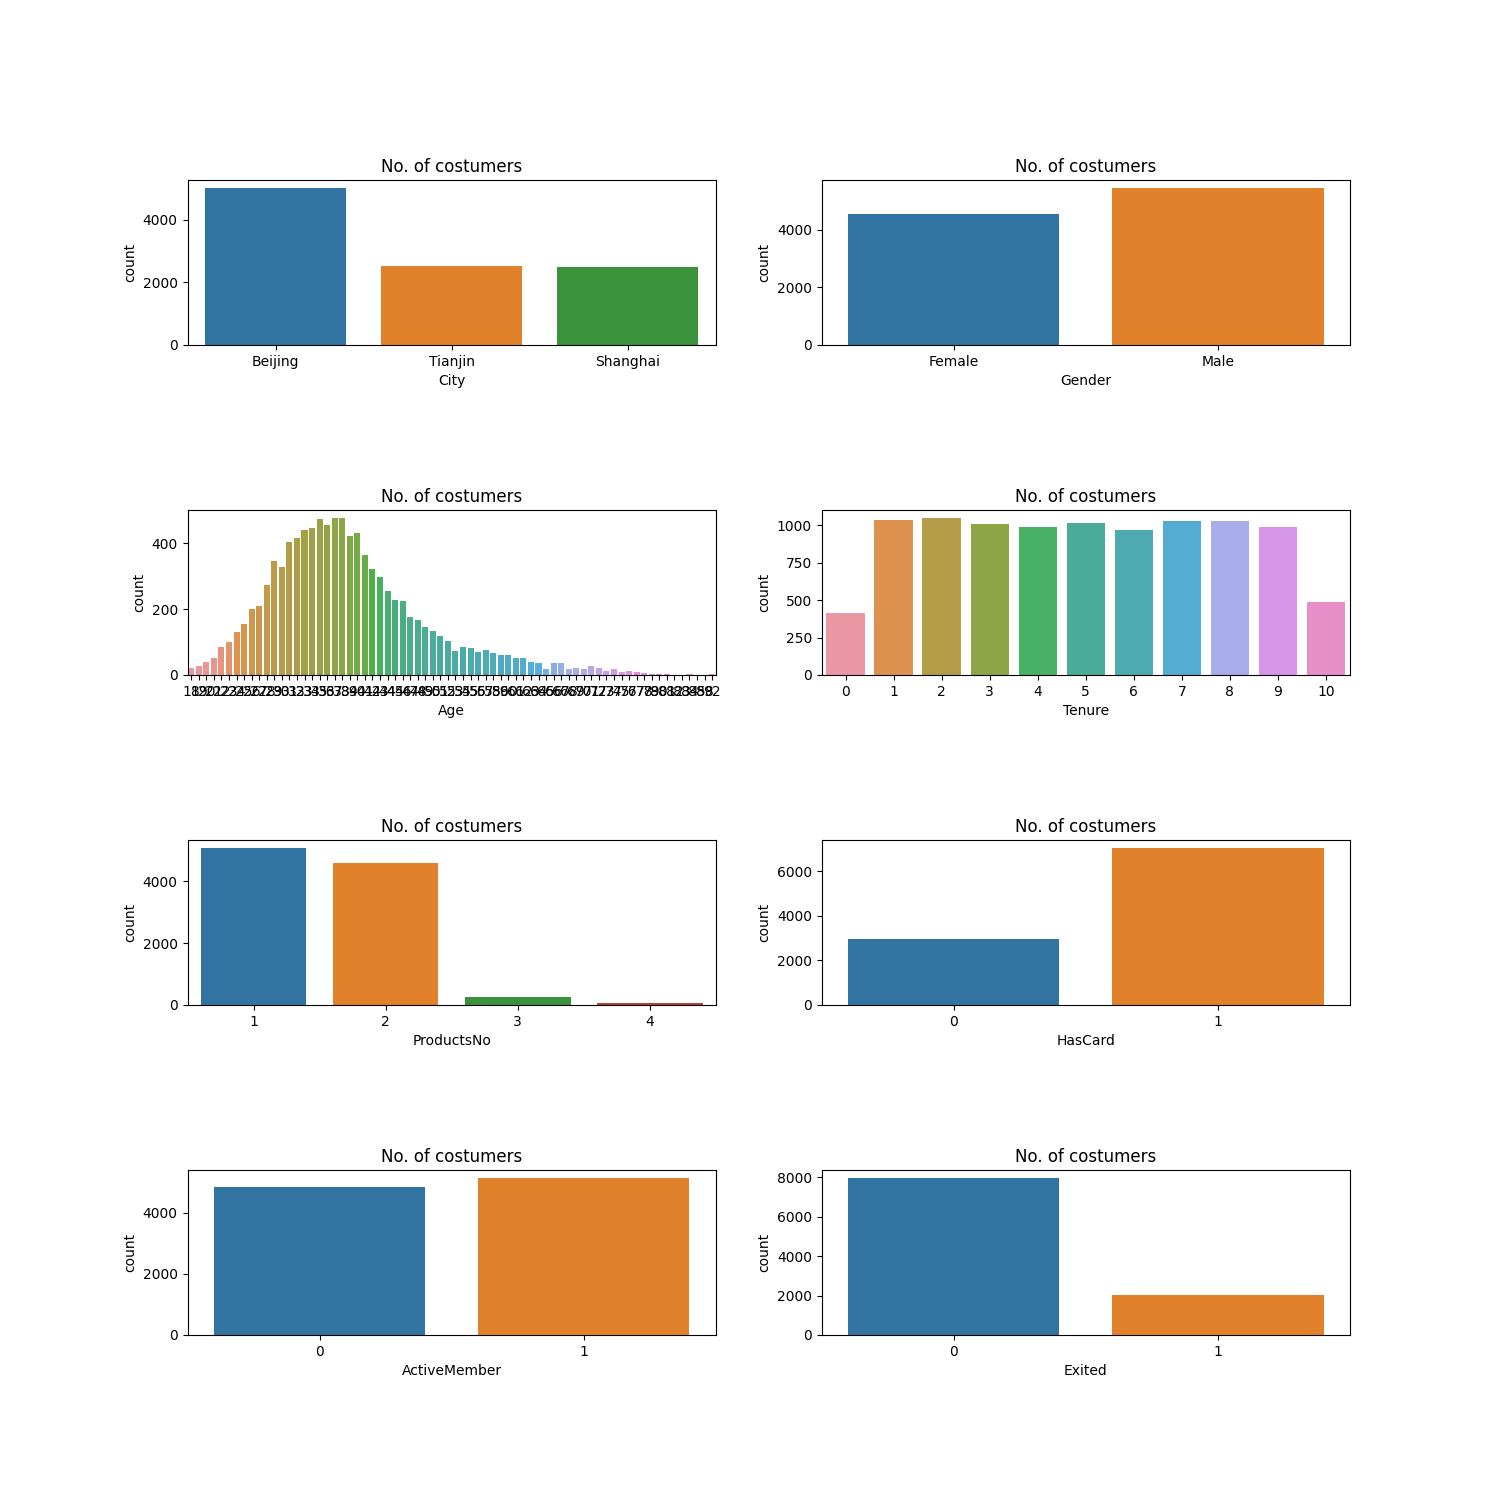 No. of costumers
count
4000
2000
0
Beijing Tianjin Shanghai
City
No. of costumers
count
4000
2000
0
Female Male
Gender
No. of costumers
count
400
200
0
Age
No. of costumers
count
1000
750
500
250
0
0 1 2 3 4 5 6 7 8 9 10
Tenure
No. of costumers
count
4000
2000
0
1 2 3 4
ProductsNo
No. of costumers
count
6000
4000
2000
0
0 1
HasCard
No. of costumers
count
4000
2000
0
0 1
ActiveMember
No. of costumers
count
8000
6000
4000
2000
0
0 1
Exited